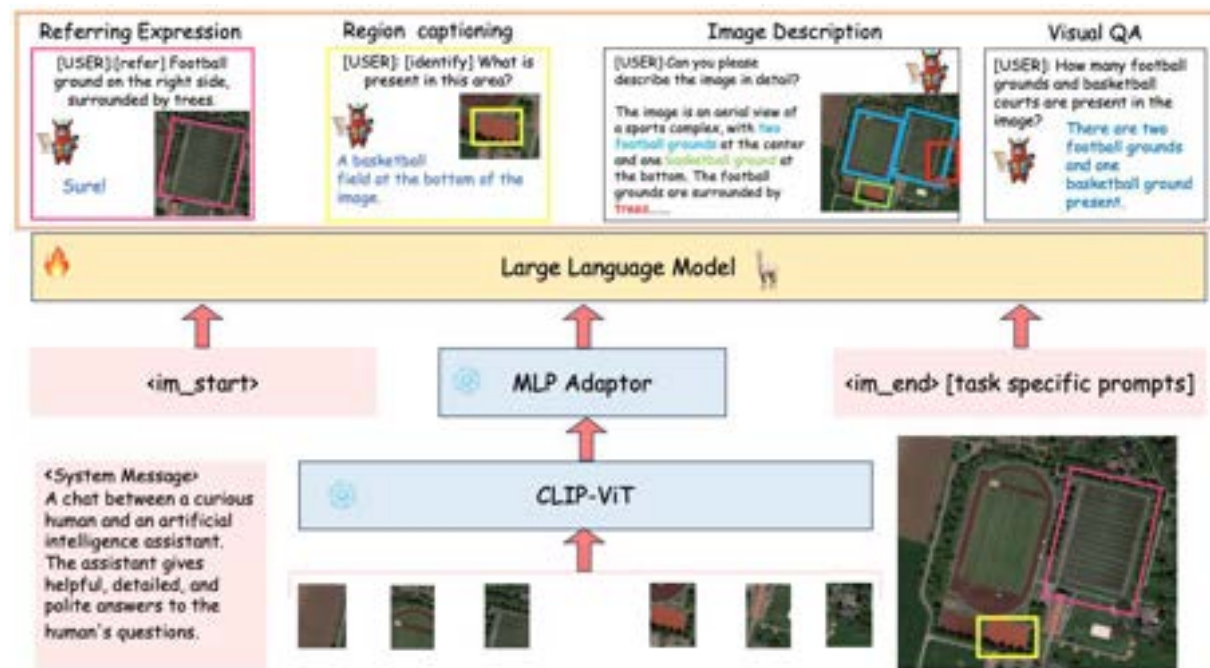 Referring Expression
[USER]:[refer] Football
ground on the right side,
surrounded by trees.
Sure!
Region captioning
[USER]: [identify] What is
present in this area?
A basketball
field at the bottom of the
image.
Image Description
[USER]:Can you please
describe the image in detail?
The image is an aerial view of
a sports complex, with two
football grounds at the center
and one basketball ground at
the bottom. The football
grounds are surrounded by
trees......
Visual QA
[USER]: How many football
grounds and basketball
courts are present in the
image?
There are two
football grounds
and one
basketball ground
present.
Large Language Model
<im_start>
MLP Adaptor
<im_end> [task specific prompts]
<System Message>
A chat between a curious
human and an artificial
intelligence assistant.
The assistant gives
helpful, detailed, and
polite answers to the
human's questions.
CLIP-ViT